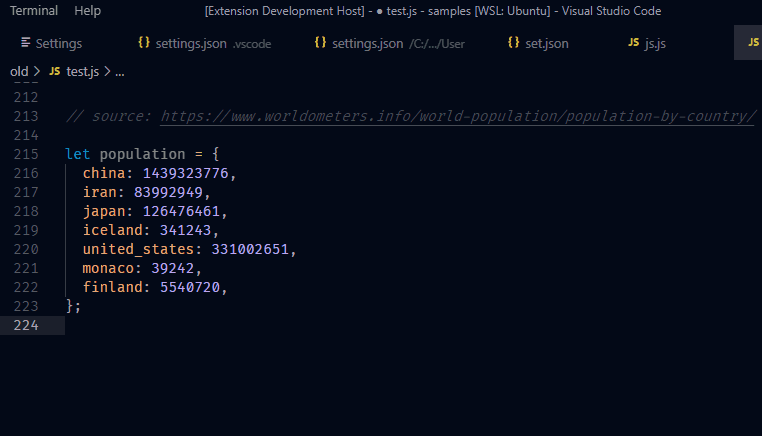 Terminal Help [Extension Development Host] - ● test.js - samples [WSL: Ubuntu] - Visual Studio Code
Settings {} settings.json .vscode {} settings.json /C:/.../User {} set.json JS js.js JS
old > JS test.js > ...
212
213 // source: https://www.worldometers.info/world-population/population-by-country/
214
215 let population = {
216 china: 1439323776,
217 iran: 83992949,
218 japan: 126476461,
219 iceland: 341243,
220 united_states: 331002651,
221 monaco: 39242,
222 finland: 5540720,
223 };
224